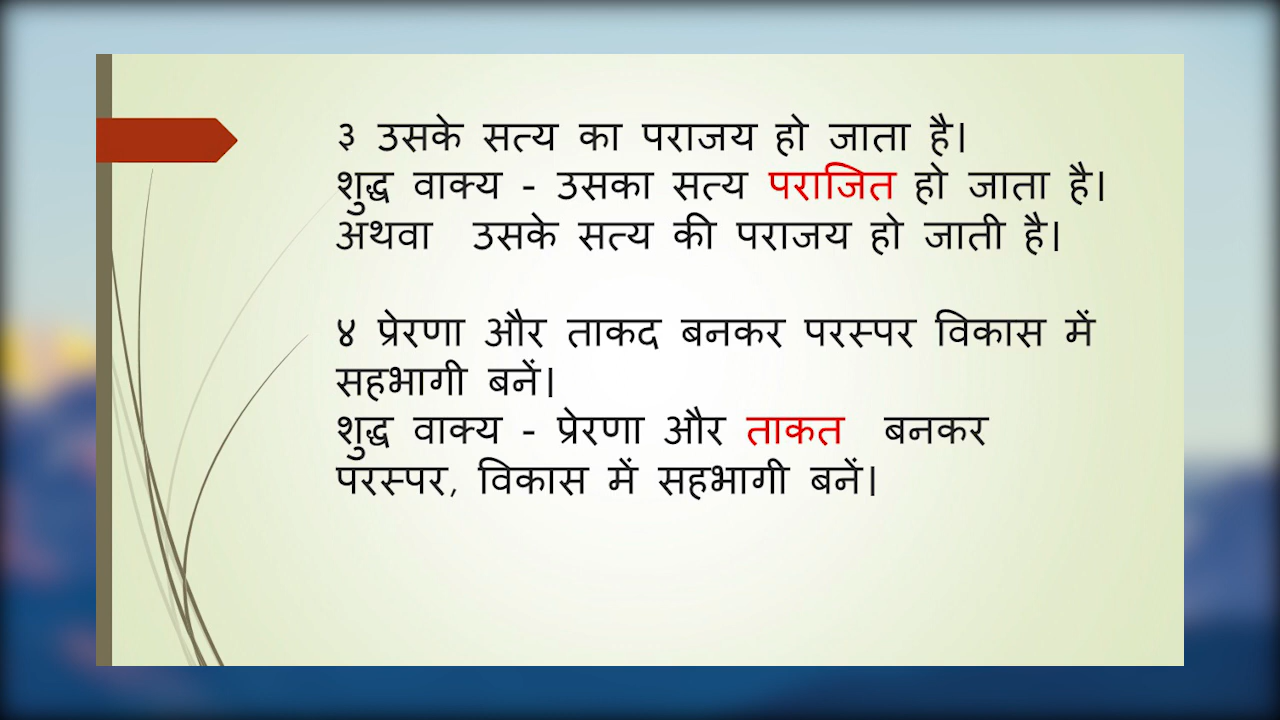 ३ उसके सत्य का पराजय हो जाता है।
शुद्ध वाक्य - उसका सत्य पराजित हो जाता है।
अथवा उसके सत्य की पराजय हो जाती है।
४ प्रेरणा और ताकद बनकर परस्पर विकास में
सहभागी बनें।
शुद्ध वाक्य - प्रेरणा और ताकत बनकर
परस्पर, विकास में सहभागी बनें।